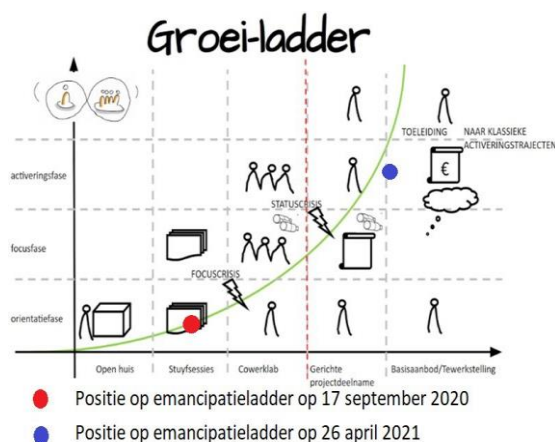 Groei-ladder
TOELEIDING
NAAR KLASSIEKE
ACTIVERINGSTRAJECTEN
activeringsfase
€
STATUSCRISIS
focusfase
FOCUSCRISIS
orientatiefase
Open huis
Stuyfsessies
Cowerklab
Gerichte
projectdeelname
Basisaanbod/Tewerkstelling
Positie op emancipatieladder op 17 september 2020
Positie op emancipatieladder op 26 april 2021